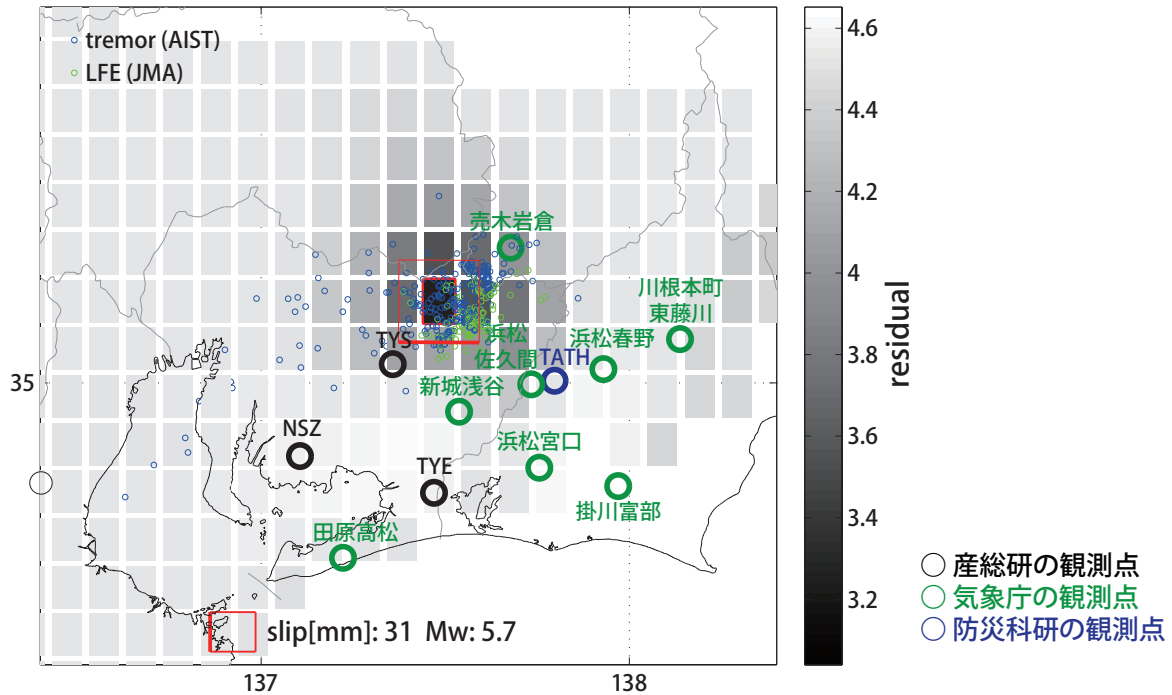 tremor (AIST)
LFE (JMA)
売木岩倉
川根本町
東藤川
TYS
浜松
佐久間
TATH
浜松春野
新城浅谷
NSZ
TYE
浜松宮口
掛川富部
田原高松
slip[mm]: 31 Mw: 5.7
35
137
138
4.6
4.4
4.2
4
3.8
3.6
3.4
3.2
residual
産総研の観測点
気象庁の観測点
防災科研の観測点